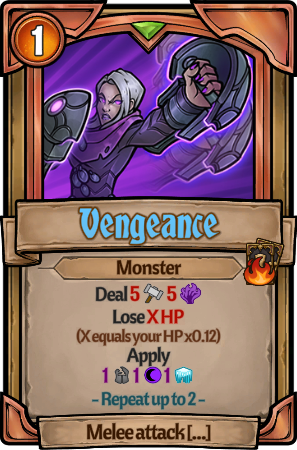 1
Vengeance
Monster
Deal 5 5
Lose X HP
(X equals your HP x0.12)
Apply
1 1 1
- Repeat up to 2 -
Melee attack [...]